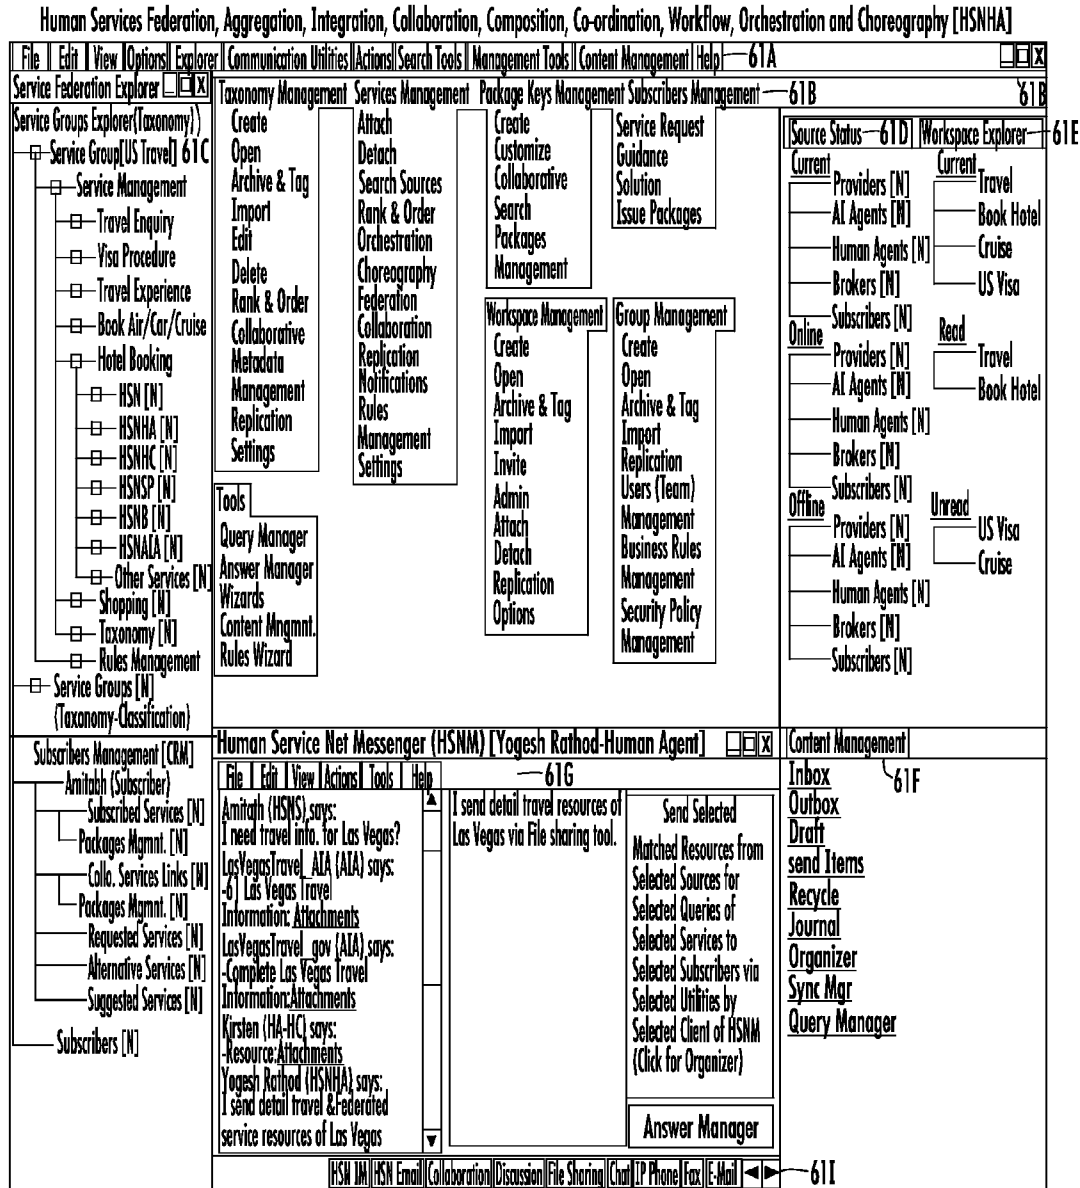 Human Services Federation, Aggregation, Integration, Collaboration, Composition, Co-ordination, Workflow, Orchestration and Choreography [HSNHA]
File Edit View Options Explorer Communication Utilities Actions Search Tools Management Tools Content Management Help 61A X
Service Federation Explorer X
Service Groups Explorer(Taxonomy))
Service Group[US Travel] 61C
Service Management
Travel Enquiry
Visa Procedure
Travel Experience
Book Air/Car/Cruise
Hotel Booking
HSN [N]
HSNHA [N]
HSNHC [N]
HSNSP [N]
HSNB [N]
HSNAIA [N]
Other Services [N]
Shopping [N]
Taxonomy [N]
Rules Management
Service Groups [N]
(Taxonomy-Classification)
Taxonomy Management Services Management Package Keys Management Subscribers Management 61B 61B
Create
Open
Archive & Tag
Import
Edit
Delete
Rank & Order
Collaborative
Metadata
Management
Replication
Settings
Attach
Detach
Search Sources
Rank & Order
Orchestration
Choreography
Federation
Collaboration
Replication
Notifications
Rules
Management
Settings
Create
Customize
Collaborative
Search
Packages
Management
Service Request
Guidance
Solution
Issue Packages
Workspace Management
Create
Open
Archive & Tag
Import
Invite
Admin
Attach
Detach
Replication
Options
Group Management
Create
Open
Archive & Tag
Import
Replication
Users (Team)
Management
Business Rules
Management
Security Policy
Management
Tools
Query Manager
Answer Manager
Wizards
Content Mngmnt.
Rules Wizard
Source Status 61D
Current
Providers [N]
AI Agents [N]
Human Agents [N]
Brokers [N]
Subscribers [N]
Online
Providers [N]
AI Agents [N]
Human Agents [N]
Brokers [N]
Subscribers [N]
Offline
Providers [N]
AI Agents [N]
Human Agents [N]
Brokers [N]
Subscribers [N]
Workspace Explorer 61E
Current
Travel
Book Hotel
Cruise
US Visa
Read
Travel
Book Hotel
Unread
US Visa
Cruise
Subsaribers Management [CRM]
Amitabh (Subscriber)
Subscribed Services [N]
Packages Mgmnt. [N]
Collo. Services Links [N]
Packages Mgmnt. [N]
Requested Services [N]
Alternative Services [N]
Suggested Services [N]
Subscribers [N]
Human Service Net Messenger (HSNM) [Yogesh Rathod-Human Agent] X
File Edit View Actions Tools Help 61G
Amitqth (HSNS) says:
I need travel info. for Las Vegas?
LasVegasTravel_AIA (AIA) says:
-61 Las Vegas Travel
Information: Attachments
LasVegasTravel_gov (AIA) says:
-Complete Las Vegas Travel
Information:Attachments
Kirsten (HA-HC) says:
-Resource:Attachments
Yogesh Rathod (HSNHA) says:
I send detail travel &Federated
service resources of Las Vegas
I send detail travel resources of
Las Vegas via File sharing tool.
Send Selected
Matched Resources from
Selected Sources for
Selected Queries of
Selected Services to
Selected Subscribers via
Selected Utilities by
Selected Client of HSNM
(Click for Organizer)
Answer Manager
HSN IM HSN Email Collaboration Discussion File Sharing Chat IP Phone Fax E-Mail 61I
Content Management
61F
Inbox
Outbox
Draft
send Items
Recycle
Journal
Organizer
Sync Mgr
Query Manager